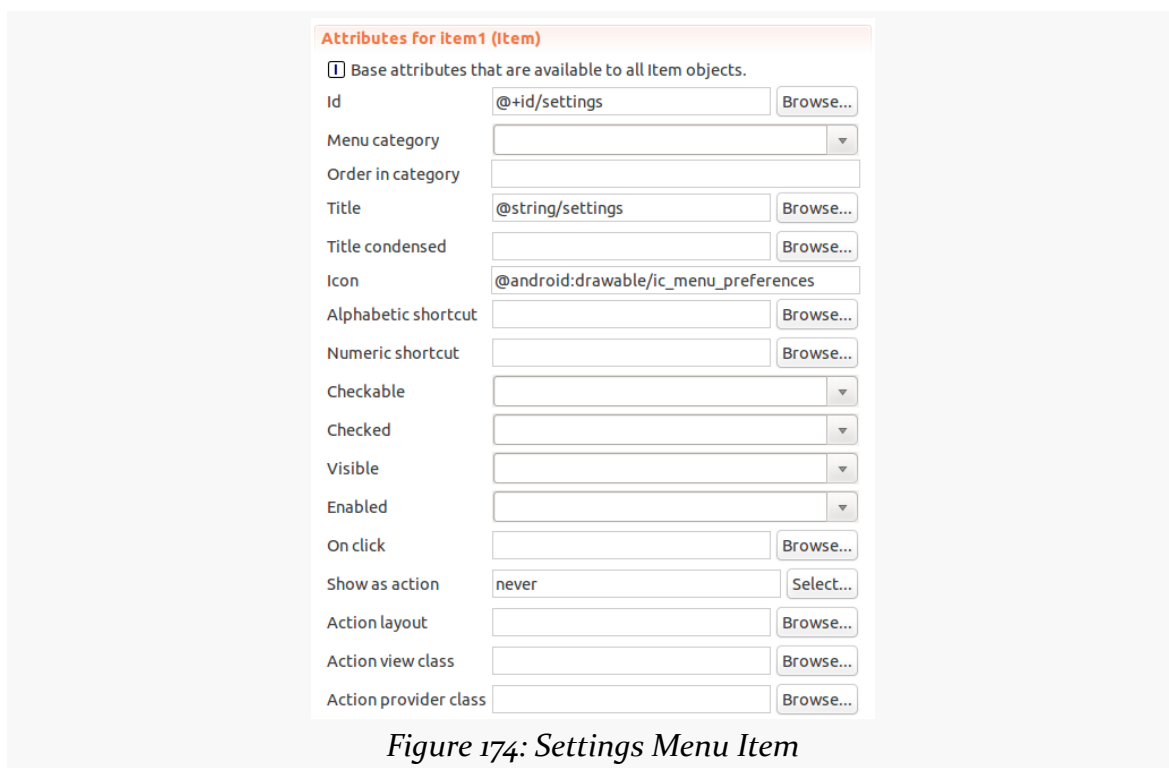 Attributes for item1 (Item)
I Base attributes that are available to all Item objects.
Id @+id/settings Browse...
Menu category
Order in category
Title @string/settings Browse...
Title condensed Browse...
Icon @android:drawable/ic_menu_preferences
Alphabetic shortcut Browse...
Numeric shortcut Browse...
Checkable
Checked
Visible
Enabled
On click Browse...
Show as action never Select...
Action layout Browse...
Action view class Browse...
Action provider class Browse...
Figure 174: Settings Menu Item